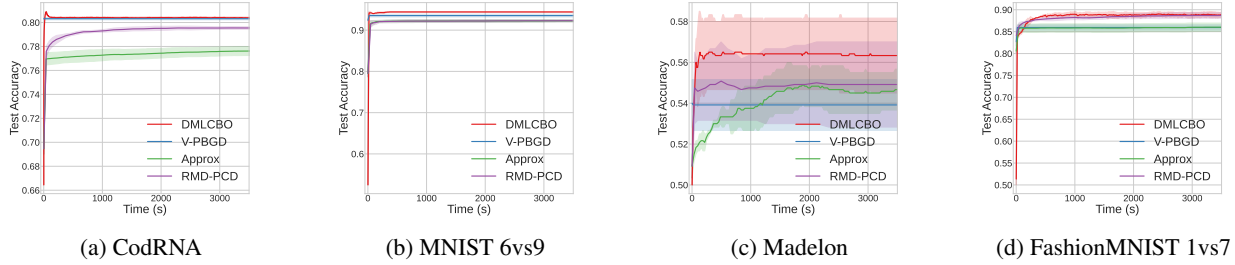 Test Accuracy
0.80
0.78
0.76
0.74
0.72
0.70
0.68
0.66
0
1000
2000
3000
Time (s)
DMLCBO
V-PBGD
Approx
RMD-PCD
(a) CodRNA
Test Accuracy
0.9
0.8
0.7
0.6
0
1000
2000
3000
Time (s)
DMLCBO
V-PBGD
Approx
RMD-PCD
(b) MNIST 6vs9
Test Accuracy
0.58
0.56
0.54
0.52
0.50
0
1000
2000
3000
Time (s)
DMLCBO
V-PBGD
Approx
RMD-PCD
(c) Madelon
Test Accuracy
0.90
0.85
0.80
0.75
0.70
0.65
0.60
0.55
0.50
0
1000
2000
3000
Time (s)
DMLCBO
V-PBGD
Approx
RMD-PCD
(d) FashionMNIST 1vs7